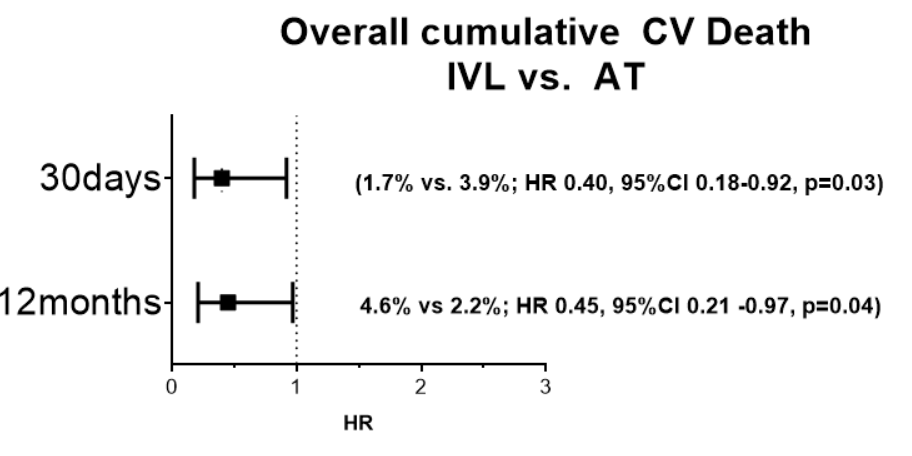 Overall cumulative CV Death
IVL vs. AT
30days
(1.7% vs. 3.9%; HR 0.40, 95%CI 0.18-0.92, p=0.03)
12months
4.6% vs 2.2%; HR 0.45, 95%CI 0.21 -0.97, p=0.04)
0 1 2 3
HR